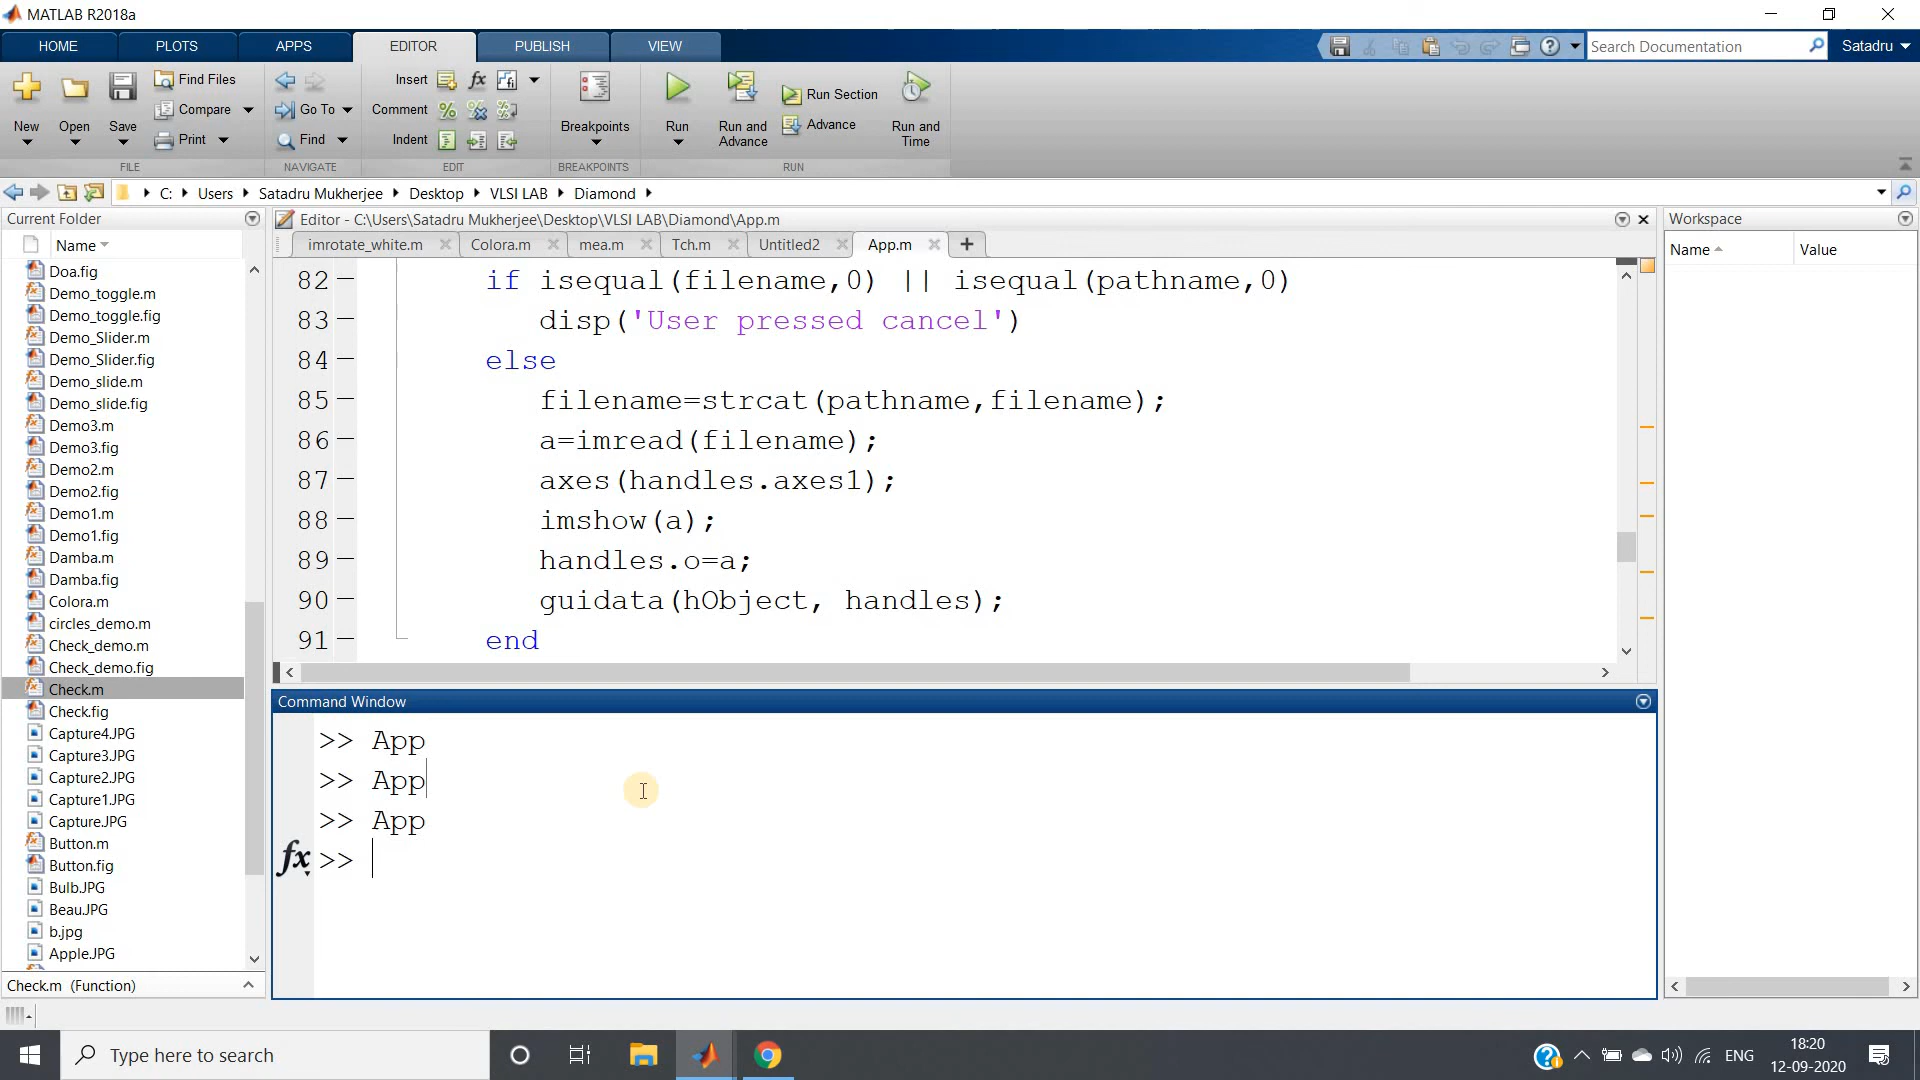 MATLAB R2018a
HOME PLOTS APPS EDITOR PUBLISH VIEW Search Documentation Satadru
New Open Save Find Files Compare Print
FILE
Go To Find
NAVIGATE
Insert fx
Comment
Indent
EDIT
Breakpoints
BREAKPOINTS
Run Run and Advance Run Section Advance Run and Time
RUN
C: Users Satadru Mukherjee Desktop VLSI LAB Diamond
Current Folder
Name
Doa.fig
Demo_toggle.m
Demo_toggle.fig
Demo_Slider.m
Demo_Slider.fig
Demo_slide.m
Demo_slide.fig
Demo3.m
Demo3.fig
Demo2.m
Demo2.fig
Demo1.m
Demo1.fig
Damba.m
Damba.fig
Colora.m
circles_demo.m
Check_demo.m
Check_demo.fig
Check.m
Check.fig
Capture4.JPG
Capture3.JPG
Capture2.JPG
Capture1.JPG
Capture.JPG
Button.m
Button.fig
Bulb.JPG
Beau.JPG
b.jpg
Apple.JPG
Check.m (Function)
Editor - C:\Users\Satadru Mukherjee\Desktop\VLSI LAB\Diamond\App.m
imrotate_white.m Colora.m mea.m Tch.m Untitled2 App.m
82 if isequal(filename,0) || isequal(pathname,0)
83 disp('User pressed cancel')
84 else
85 filename=strcat(pathname,filename);
86 a=imread(filename);
87 axes(handles.axes1);
88 imshow(a);
89 handles.o=a;
90 guidata(hObject, handles);
91 end
Command Window
>> App
>> App
>> App
fx >>
Workspace
Name Value
Type here to search
ENG
18:20
12-09-2020